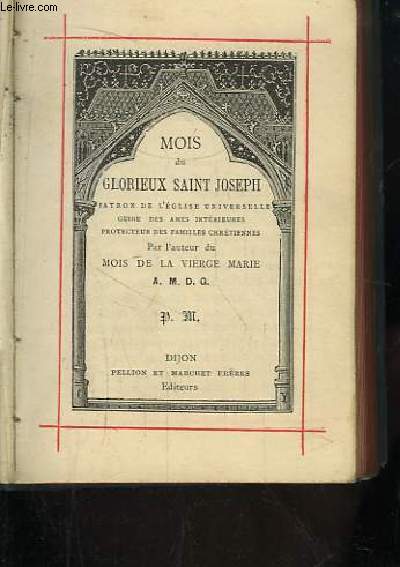 Le-livre.com
MOIS
du
GLORIEUX SAINT JOSEPH
PATRON DE L'ÉGLISE UNIVERSELLE
GUIDE DES AMES INTÉRIEURES
PROTECTEUR DES FAMILLES CHRÉTIENNES
Par l'auteur du
MOIS DE LA VIERGE MARIE
A. M. D. G.
P. M.
DIJON
PELLION ET MARCHET FRÈRES
Editeurs